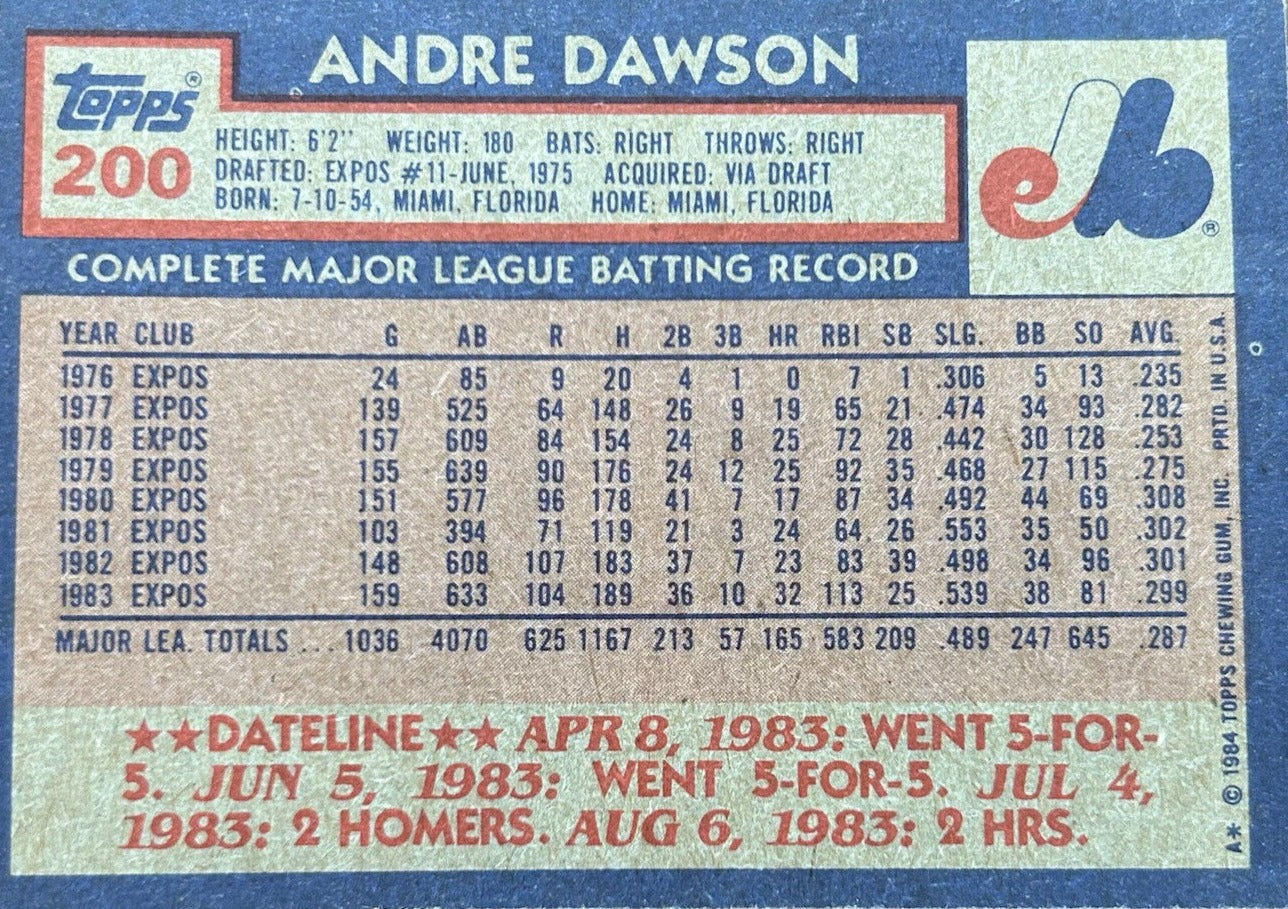 ANDRE DAWSON
Topps®
200
HEIGHT: 6'2" WEIGHT: 180 BATS: RIGHT THROWS: RIGHT
DRAFTED: EXPOS #11-JUNE, 1975 ACQUIRED: VIA DRAFT
BORN: 7-10-54, MIAMI, FLORIDA HOME: MIAMI, FLORIDA
eb®
COMPLETE MAJOR LEAGUE BATTING RECORD
YEAR CLUB G AB R H 2B 3B HR RBI SB SLG. BB SO AVG.
1976 EXPOS 24 85 9 20 4 1 0 7 1 .306 5 13 .235
1977 EXPOS 139 525 64 148 26 9 19 65 21 .474 34 93 .282
1978 EXPOS 157 609 84 154 24 8 25 72 28 .442 30 128 .253
1979 EXPOS 155 639 90 176 24 12 25 92 35 .468 27 115 .275
1980 EXPOS 151 577 96 178 41 7 17 87 34 .492 44 69 .308
1981 EXPOS 103 394 71 119 21 3 24 64 26 .553 35 50 .302
1982 EXPOS 148 608 107 183 37 7 23 83 39 .498 34 96 .301
1983 EXPOS 159 633 104 189 36 10 32 113 25 .539 38 81 .299
MAJOR LEA. TOTALS ... 1036 4070 625 1167 213 57 165 583 209 .489 247 645 .287
★★DATELINE★★ APR 8, 1983: WENT 5-FOR-
5. JUN 5, 1983: WENT 5-FOR-5. JUL 4,
1983: 2 HOMERS. AUG 6, 1983: 2 HRS.
A* © 1984 TOPPS CHEWING GUM, INC. PRTD. IN U.S.A.